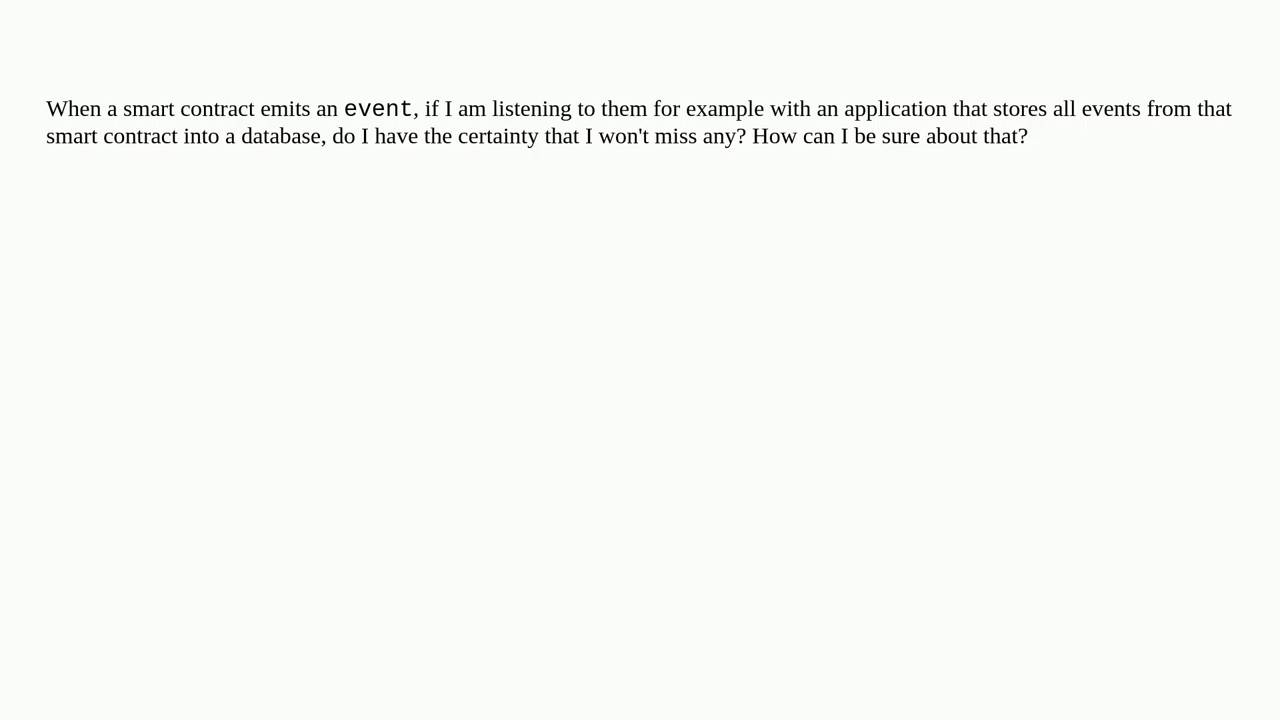 When a smart contract emits an event, if I am listening to them for example with an application that stores all events from that
smart contract into a database, do I have the certainty that I won't miss any? How can I be sure about that?